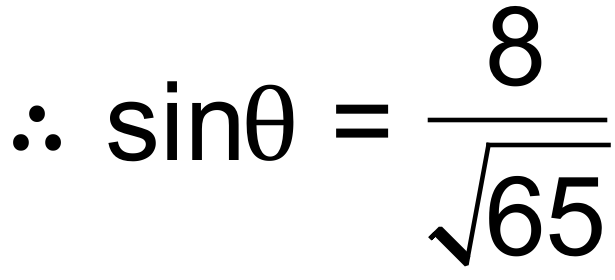 ∴ sinθ = 8/√65